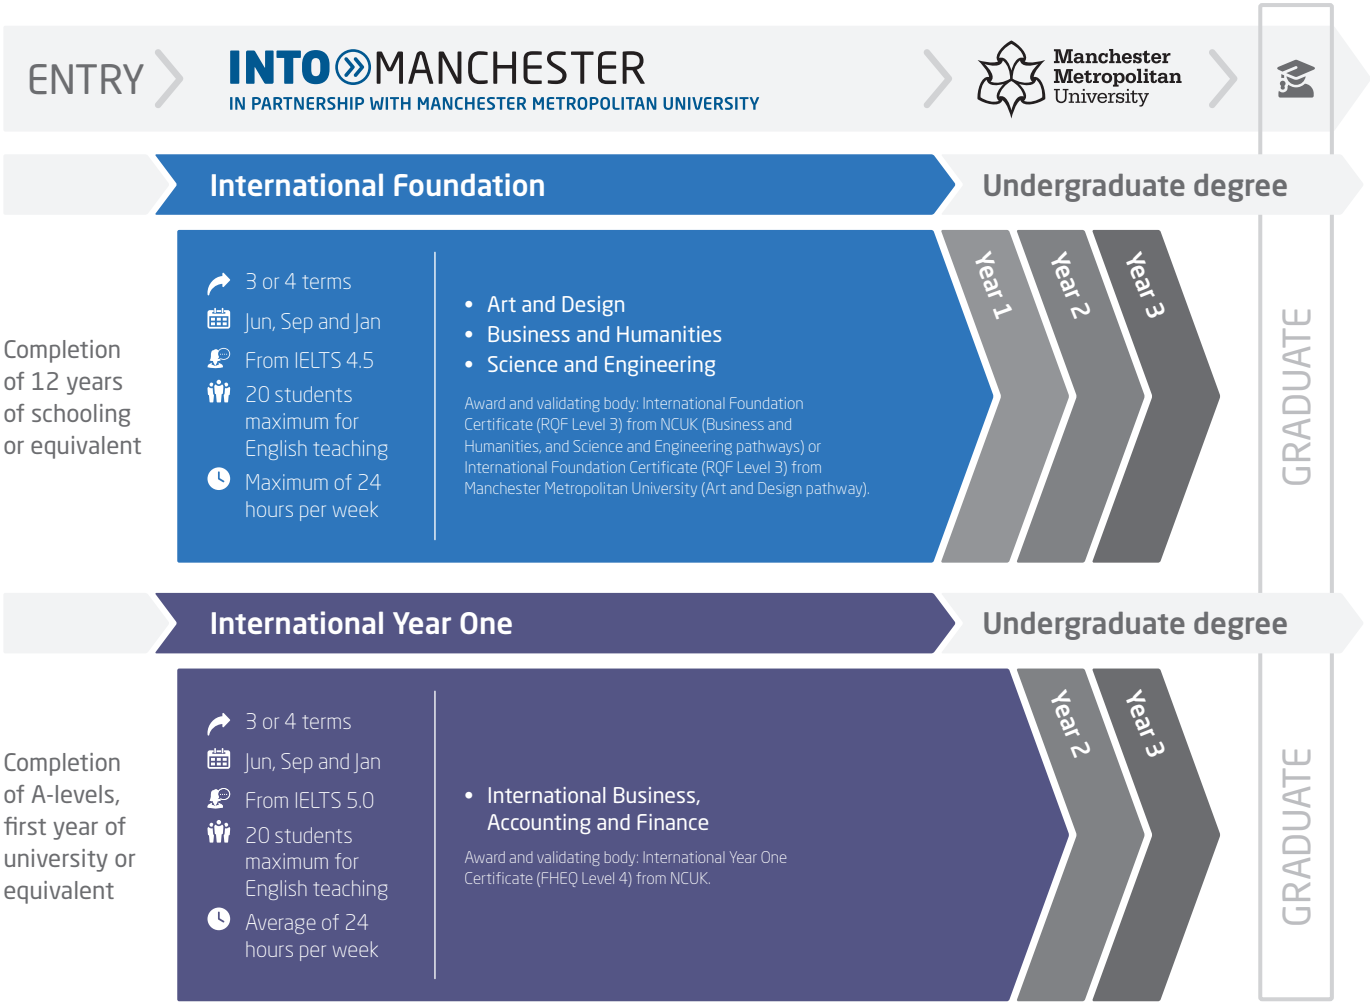 ENTRY
INTO MANCHESTER
IN PARTNERSHIP WITH MANCHESTER METROPOLITAN UNIVERSITY
Manchester
Metropolitan
University
International Foundation
Undergraduate degree
Completion
of 12 years
of schooling
or equivalent
3 or 4 terms
Jun, Sep and Jan
From IELTS 4.5
20 students
maximum for
English teaching
Maximum of 24
hours per week
• Art and Design
• Business and Humanities
• Science and Engineering
Award and validating body: International Foundation
Certificate (RQF Level 3) from NCUK (Business and
Humanities, and Science and Engineering pathways) or
International Foundation Certificate (RQF Level 3) from
Manchester Metropolitan University (Art and Design pathway).
Year 1
Year 2
Year 3
GRADUATE
International Year One
Undergraduate degree
Completion
of A-levels,
first year of
university or
equivalent
3 or 4 terms
Jun, Sep and Jan
From IELTS 5.0
20 students
maximum for
English teaching
Average of 24
hours per week
• International Business,
Accounting and Finance
Award and validating body: International Year One
Certificate (FHEQ Level 4) from NCUK.
Year 2
Year 3
GRADUATE